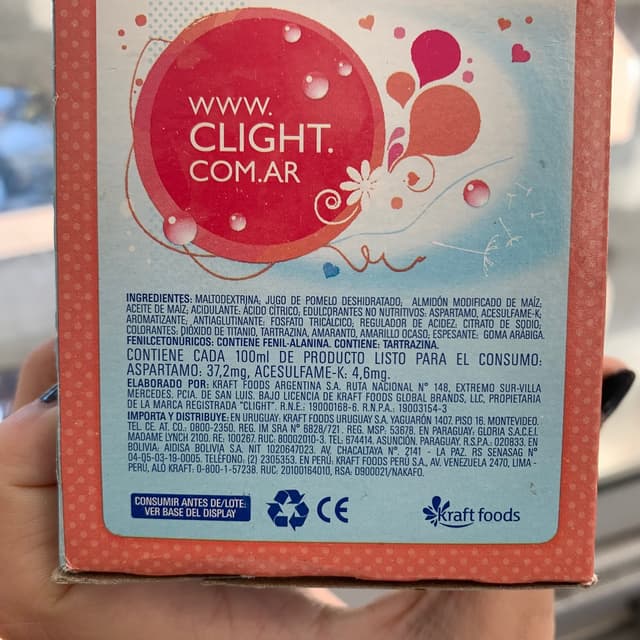 WWW.
CLIGHT.
COM.AR
INGREDIENTES: MALTODEXTRINA; JUGO DE POMELO DESHIDRATADO; ALMIDÓN MODIFICADO DE MAÍZ;
ACEITE DE MAÍZ; ACIDULANTE: ÁCIDO CÍTRICO, EDULCORANTES NO NUTRITIVOS: ASPARTAMO, ACESULFAME-K;
AROMATIZANTE; ANTIAGLUTINANTE: FOSFATO TRICÁLCICO; REGULADOR DE ACIDEZ: CITRATO DE SODIO;
COLORANTES: DIÓXIDO DE TITANIO, TARTRAZINA, AMARANTO, AMARILLO OCASO; ESPESANTE: GOMA ARÁBIGA.
FENILCETONÚRICOS: CONTIENE FENIL-ALANINA. CONTIENE: TARTRAZINA.
CONTIENE CADA 100ml DE PRODUCTO LISTO PARA EL CONSUMO:
ASPARTAMO: 37,2mg, ACESULFAME-K: 4,6mg.
ELABORADO POR: KRAFT FOODS ARGENTINA S.A. RUTA NACIONAL N° 148, EXTREMO SUR-VILLA
MERCEDES, PCIA. DE SAN LUIS. BAJO LICENCIA DE KRAFT FOODS GLOBAL BRANDS, LLC, PROPIETARIA
DE LA MARCA REGISTRADA "CLIGHT". R.N.E.: 19000168-6. R.N.P.A.: 19003154-3
IMPORTA Y DISTRIBUYE: EN URUGUAY: KRAFT FOODS URUGUAY S.A. YAGUARÓN 1407, PISO 16. MONTEVIDEO.
TEL. CE. AT. CO.: 0800-2350. REG. IM SRA N° 6828/721. REG. MSP. 53678. EN PARAGUAY: GLORIA S.A.C.E.I.
MADAME LYNCH 2100. RE: 100267. RUC: 80002010-3. TEL: 674414. ASUNCIÓN. PARAGUAY. R.S.P.A.: 020833. EN
BOLIVIA: AIDISA BOLIVIA S.A. NIT 1020647023. AV. CHACALTAYA N°. 2141 - LA PAZ. RS SENASAG N°
04-05-03-19-0005. TELÉFONO: (2) 2305353. EN PERÚ: KRAFT FOODS PERÚ S.A., AV. VENEZUELA 2470, LIMA -
PERÚ, ALÓ KRAFT: 0-800-1-57238. RUC: 20100164010, RSA: D900021/NAKAFO.
CONSUMIR ANTES DE/LOTE:
VER BASE DEL DISPLAY
CE
kraft foods